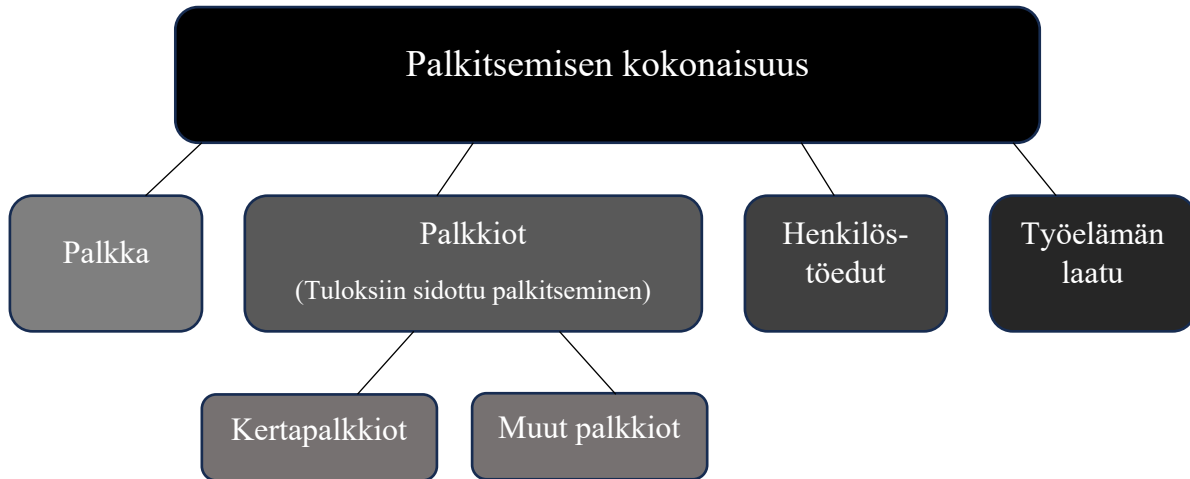 Palkitsemisen kokonaisuus
Palkka
Palkkiot
(Tuloksiin sidottu palkitseminen)
Henkilös-
töedut
Työelämän
laatu
Kertapalkkiot
Muut palkkiot